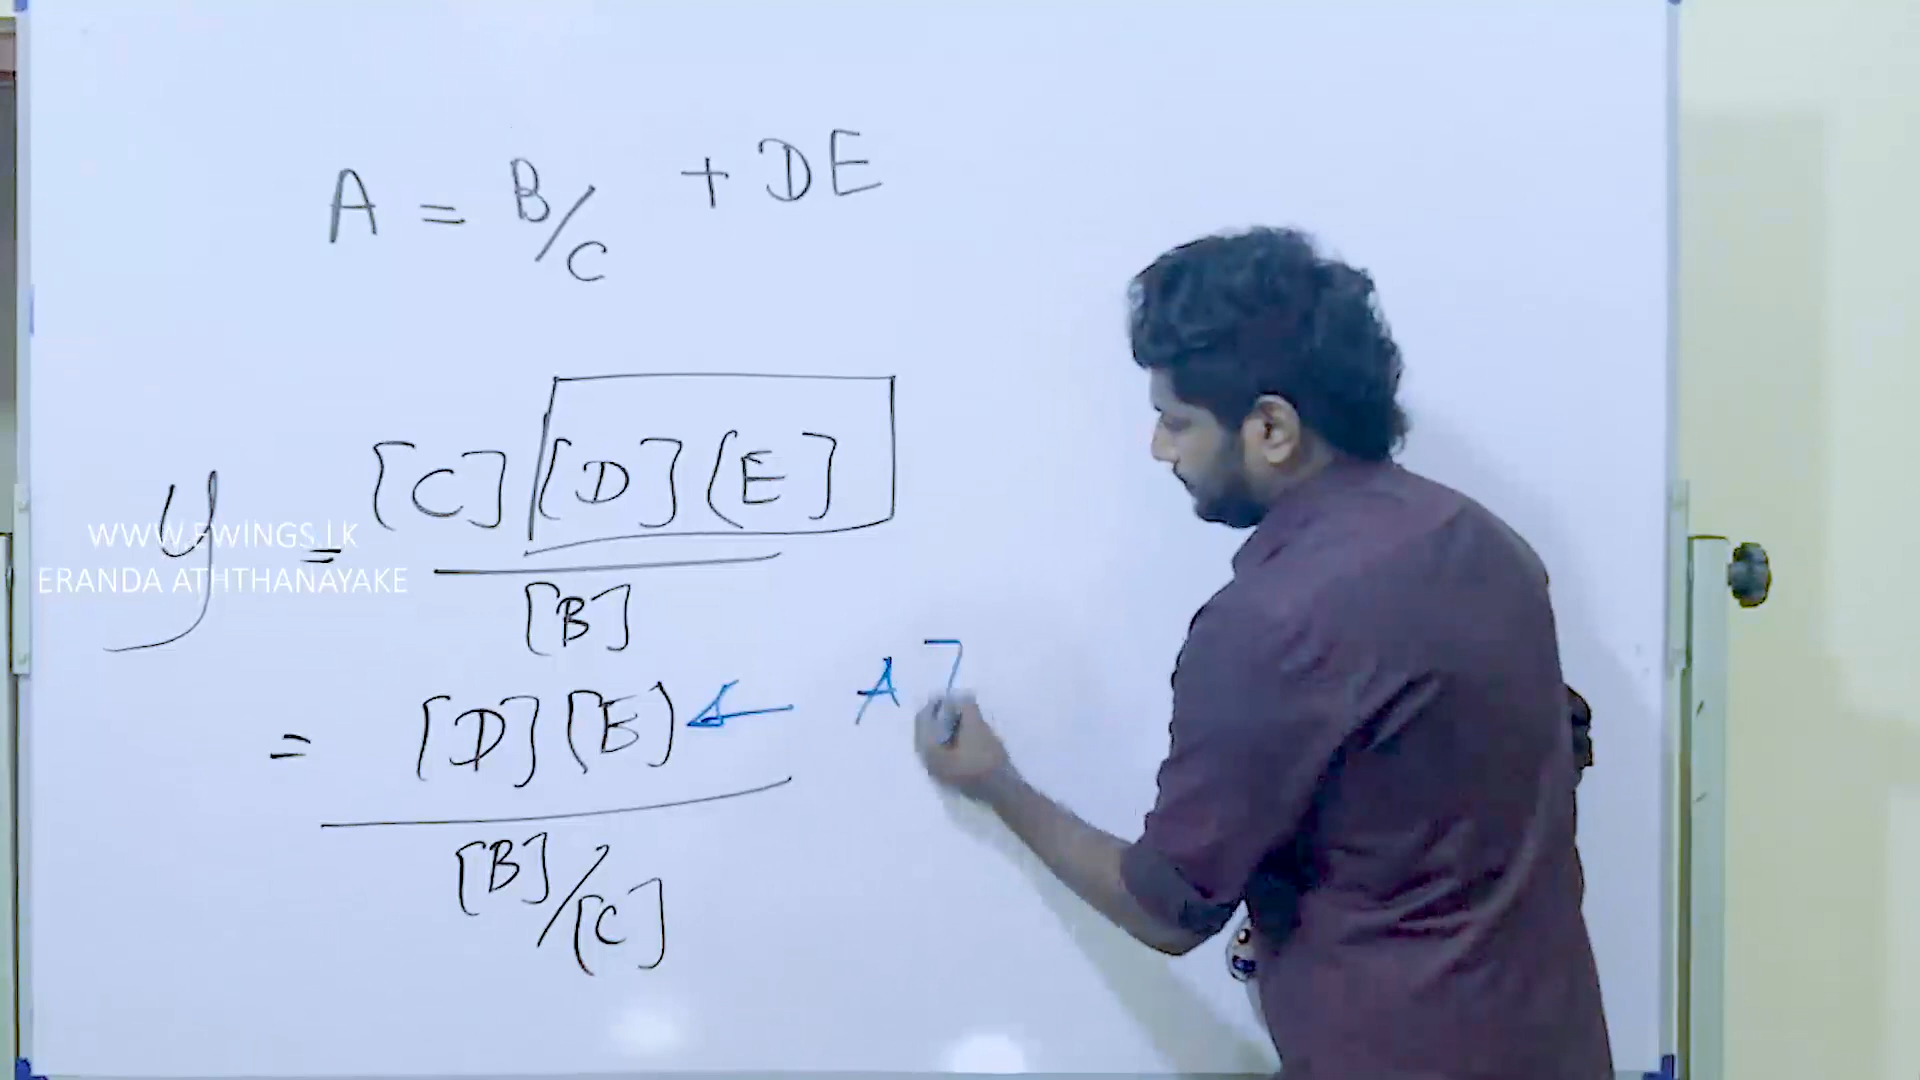 A = B/C + DE
y = [C] [D] [E]
[B]
WWW.EWINGS.LK
ERANDA ATHTHANAYAKE
= [D] [E] ← A
[B]/[C]